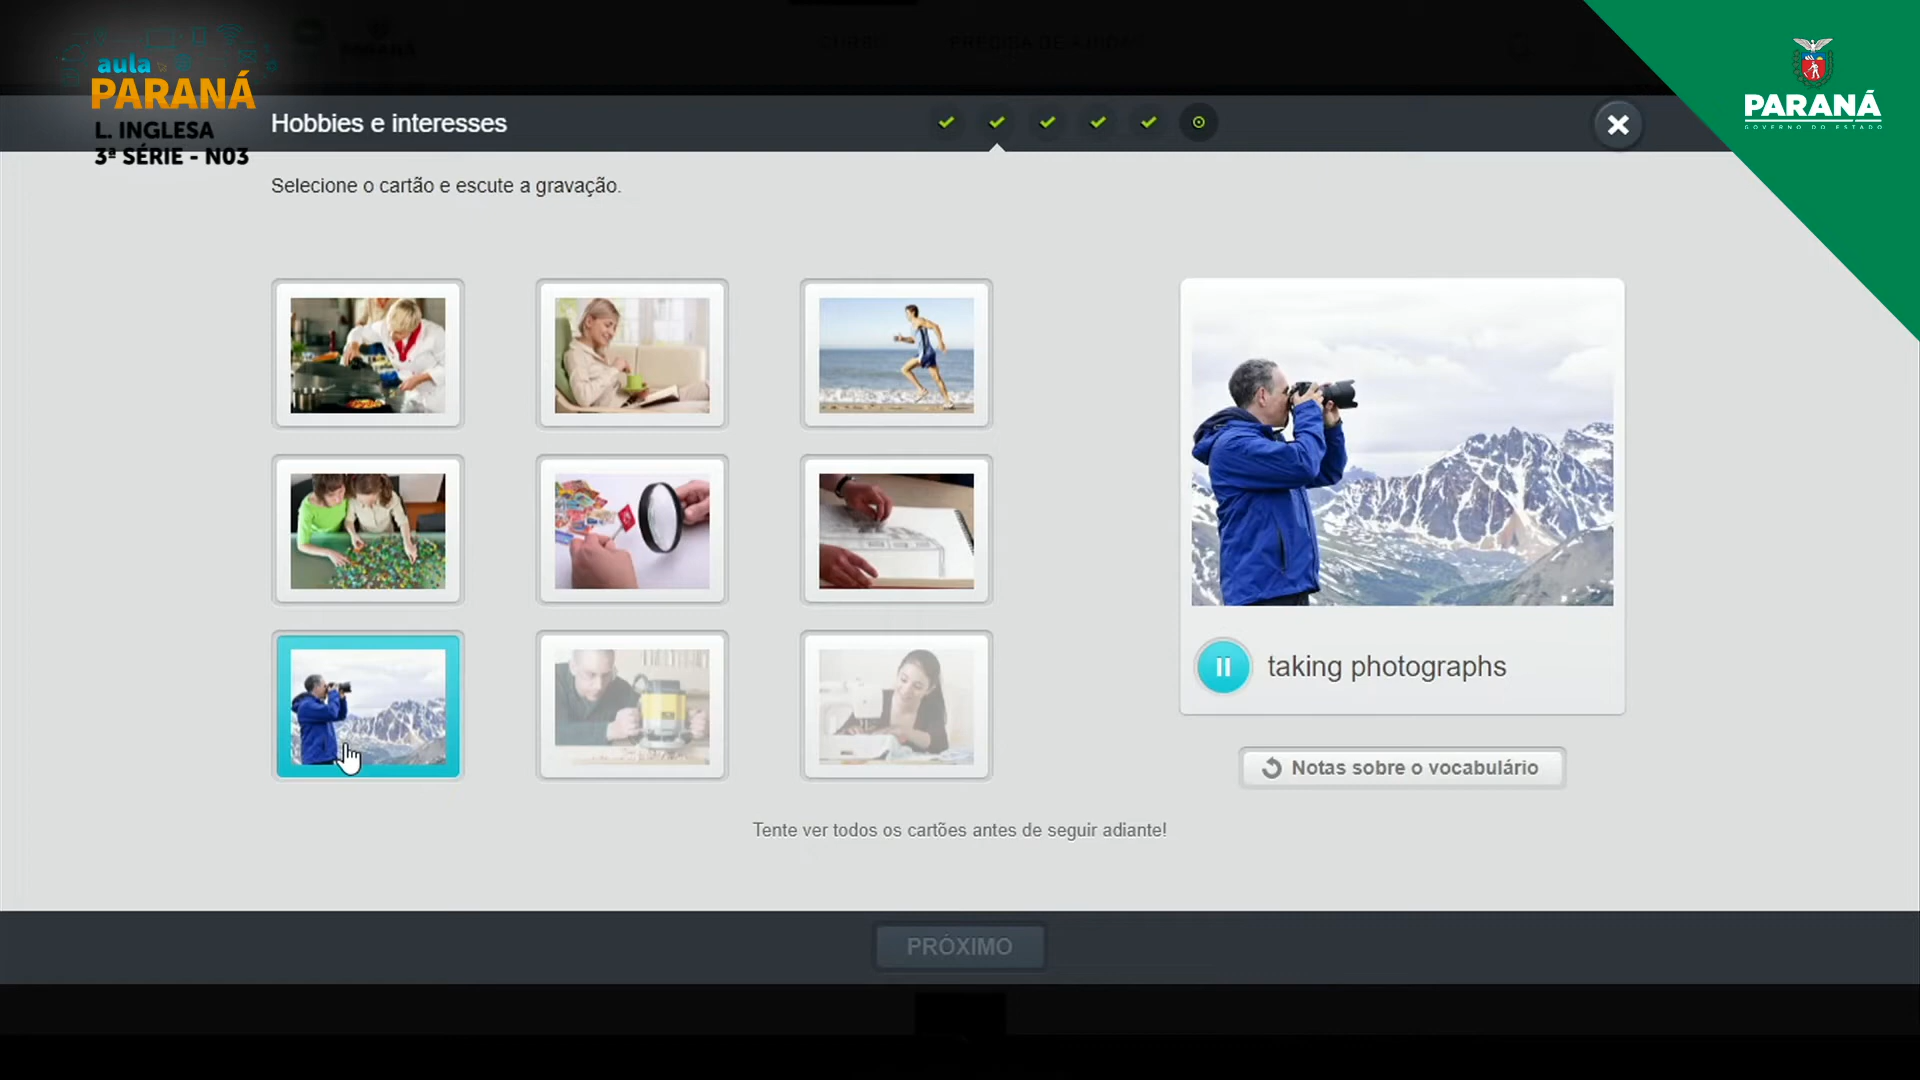 aula
PARANÁ
L. INGLESA
3ª SÉRIE - N03
PARANÁ
GOVERNO DO ESTADO
Hobbies e interesses
Selecione o cartão e escute a gravação.
taking photographs
Notas sobre o vocabulário
Tente ver todos os cartões antes de seguir adiante!
PRÓXIMO